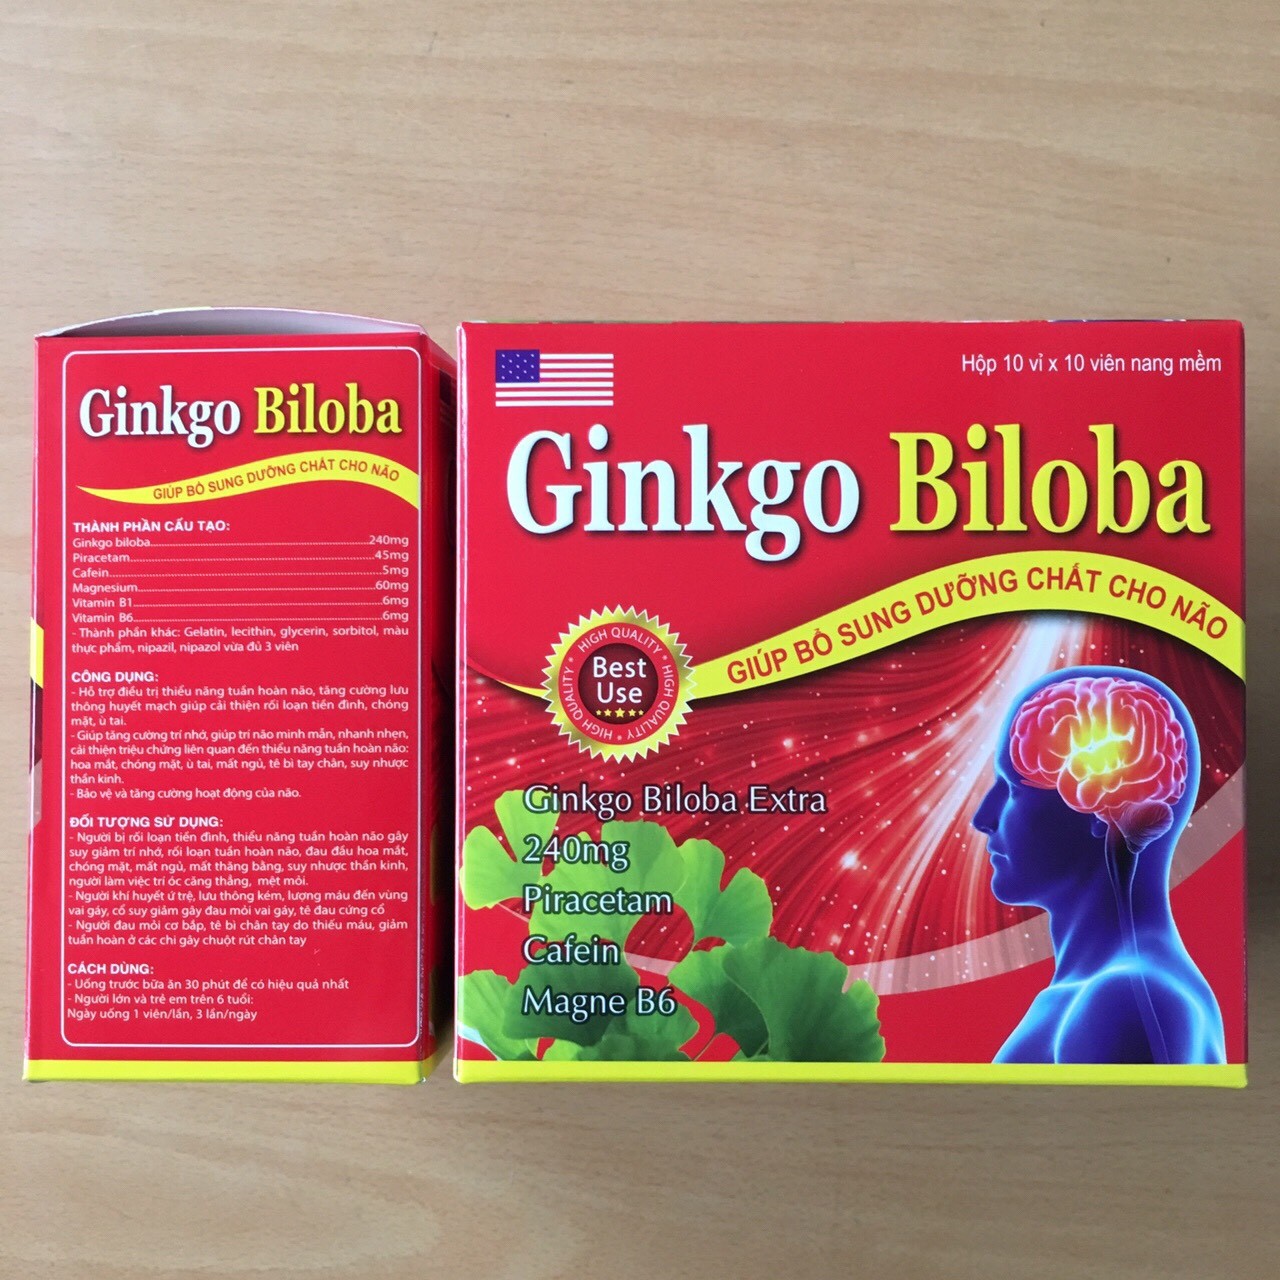 Ginkgo Biloba
GIÚP BỔ SUNG DƯỠNG CHẤT CHO NÃO
THÀNH PHẦN CẤU TẠO:
Ginkgo biloba........................................240mg
Piracetam........................................45mg
Cafein........................................5mg
Magnesium........................................60mg
Vitamin B1........................................6mg
Vitamin B6........................................6mg
- Thành phần khác: Gelatin, lecithin, glycerin, sorbitol, màu
thực phẩm, nipazil, nipazol vừa đủ 3 viên
CÔNG DỤNG:
- Hỗ trợ điều trị thiểu năng tuần hoàn não, tăng cường lưu
thông huyết mạch giúp cải thiện rối loạn tiền đình, chóng
mặt, ù tai.
- Giúp tăng cường trí nhớ, giúp trí não minh mẫn, nhanh nhẹn,
cải thiện triệu chứng liên quan đến thiểu năng tuần hoàn não:
hoa mắt, chóng mặt, ù tai, mất ngủ, tê bì tay chân, suy nhược
thần kinh.
- Bảo vệ và tăng cường hoạt động của não.
ĐỐI TƯỢNG SỬ DỤNG:
- Người bị rối loạn tiền đình, thiểu năng tuần hoàn não gây
suy giảm trí nhớ, rối loạn tuần hoàn não, đau đầu hoa mắt,
chóng mặt, mất ngủ, mất thăng bằng, suy nhược thần kinh,
người làm việc trí óc căng thẳng, mệt mỏi.
- Người khí huyết ứ trệ, lưu thông kém, lượng máu đến vùng
vai gáy, cổ suy giảm gây đau mỏi vai gáy, tê đau cứng cổ
- Người đau mỏi cơ bắp, tê bì chân tay do thiếu máu, giảm
tuần hoàn ở các chi gây chuột rút chân tay
CÁCH DÙNG:
- Uống trước bữa ăn 30 phút để có hiệu quả nhất
- Người lớn và trẻ em trên 6 tuổi:
Ngày uống 1 viên/lần, 3 lần/ngày
Hộp 10 vỉ x 10 viên nang mềm
Ginkgo Biloba
GIÚP BỔ SUNG DƯỠNG CHẤT CHO NÃO
HIGH QUALITY • HIGH QUALITY • HIGH QUALITY • HIGH QUALITY
Best
Use
Ginkgo Biloba Extra
240mg
Piracetam
Cafein
Magne B6